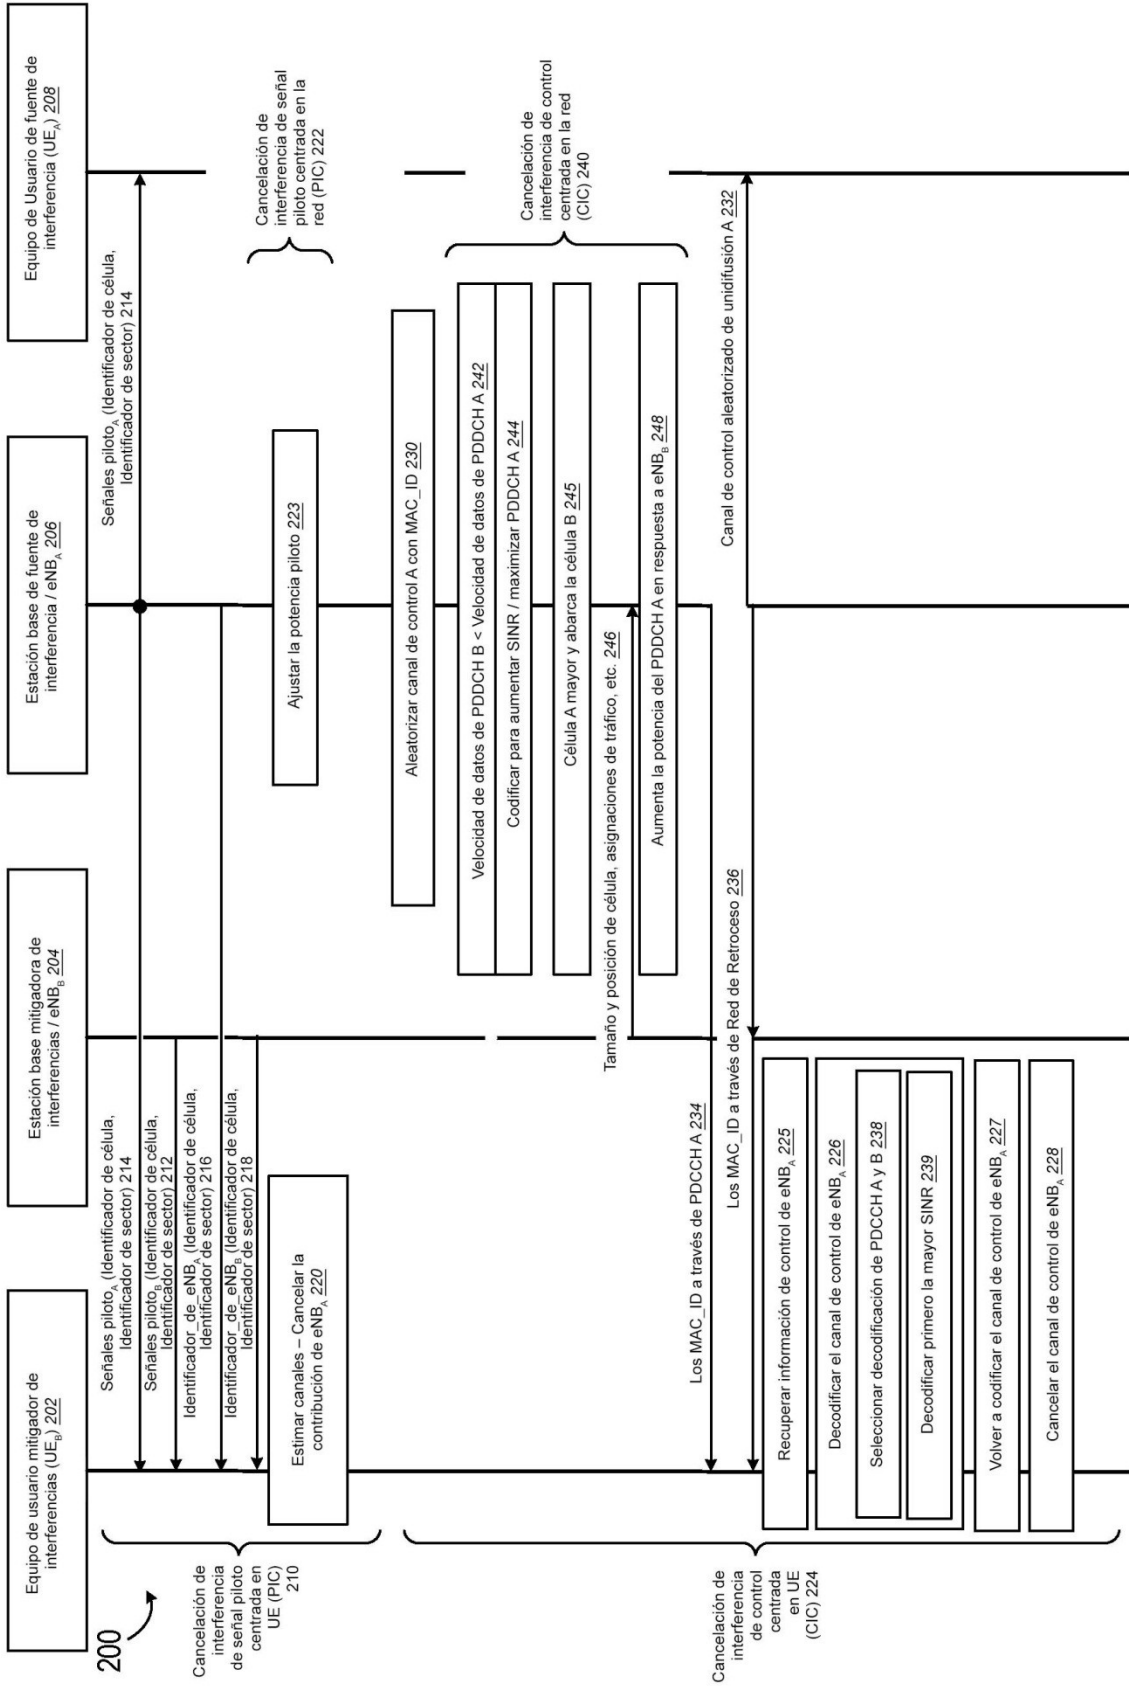 200
Equipo de usuario mitigador de
interferencias (UE_B) 202
Estación base mitigadora de
interferencias / eNB_B 204
Estación base de fuente de
interferencia / eNB_A 206
Equipo de Usuario de fuente de
interferencia (UE_A) 208
Señales piloto_A (Identificador de célula,
Identificador de sector) 214
Señales piloto_A (Identificador de célula,
Identificador de sector) 214
Señales piloto_B (Identificador de célula,
Identificador de sector) 212
Identificador_de_eNB_A (Identificador de célula,
Identificador de sector) 216
Identificador_de_eNB_B (Identificador de célula,
Identificador de sector) 218
Cancelación de
interferencia
de señal piloto
centrada en
UE (PIC)
210
Estimar canales – Cancelar la
contribución de eNB_A 220
Ajustar la potencia piloto 223
Cancelación de
interferencia de señal
piloto centrada en la
red (PIC) 222
Aleatorizar canal de control A con MAC_ID 230
Velocidad de datos de PDDCH B < Velocidad de datos de PDDCH A 242
Codificar para aumentar SINR / maximizar PDDCH A 244
Célula A mayor y abarca la célula B 245
Tamaño y posición de célula, asignaciones de tráfico, etc. 246
Aumenta la potencia del PDDCH A en respuesta a eNB_B 248
Cancelación de
interferencia de control
centrada en la red
(CIC) 240
Los MAC_ID a través de PDCCH A 234
Canal de control aleatorizado de unidifusión A 232
Los MAC_ID a través de Red de Retroceso 236
Cancelación de
interferencia
de control
centrada
en UE
(CIC) 224
Recuperar información de control de eNB_A 225
Decodificar el canal de control de eNB_A 226
Seleccionar decodificación de PDCCH A y B 238
Decodificar primero la mayor SINR 239
Volver a codificar el canal de control de eNB_A 227
Cancelar el canal de control de eNB_A 228